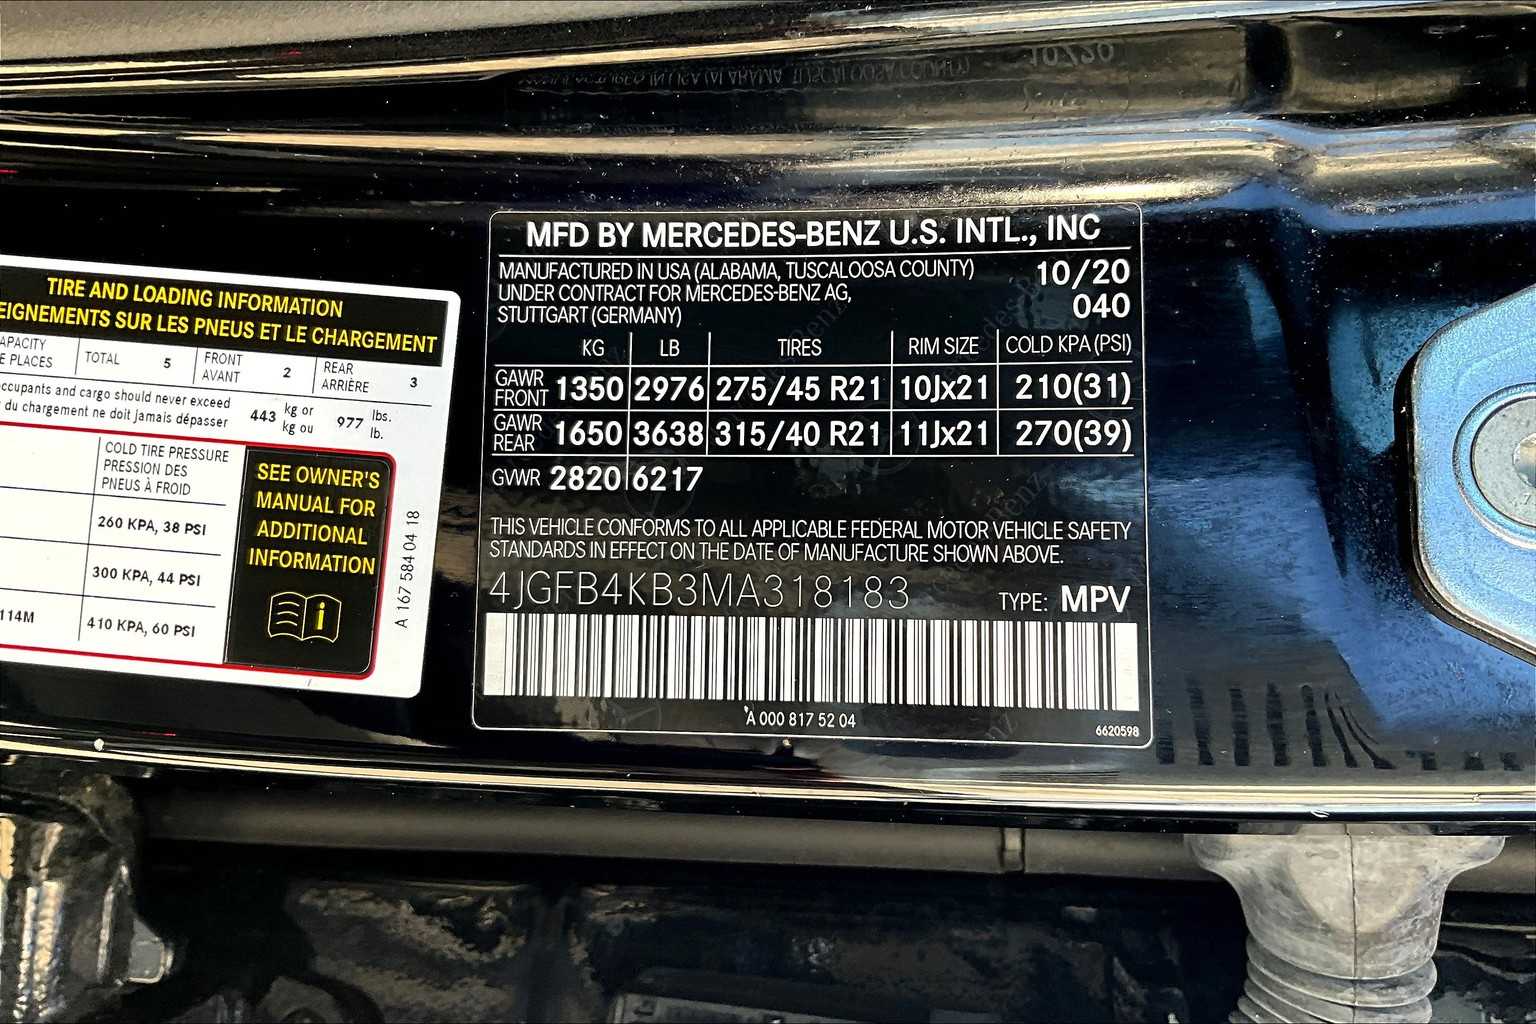 TIRE AND LOADING INFORMATION
EIGNEMENTS SUR LES PNEUS ET LE CHARGEMENT
APACITY
E PLACES
TOTAL 5
FRONT
AVANT 2
REAR
ARRIÈRE 3
ccupants and cargo should never exceed
du chargement ne doit jamais dépasser
443 kg or
kg ou
977 lbs.
lb.
COLD TIRE PRESSURE
PRESSION DES
PNEUS À FROID
260 KPA, 38 PSI
300 KPA, 44 PSI
114M 410 KPA, 60 PSI
SEE OWNER'S
MANUAL FOR
ADDITIONAL
INFORMATION
A 167 584 04 18
MFD BY MERCEDES-BENZ U.S. INTL., INC
MANUFACTURED IN USA (ALABAMA, TUSCALOOSA COUNTY) 10/20
UNDER CONTRACT FOR MERCEDES-BENZ AG, 040
STUTTGART (GERMANY)
KG LB TIRES RIM SIZE COLD KPA (PSI)
GAWR FRONT 1350 2976 275/45 R21 10Jx21 210(31)
GAWR REAR 1650 3638 315/40 R21 11Jx21 270(39)
GVWR 2820 6217
THIS VEHICLE CONFORMS TO ALL APPLICABLE FEDERAL MOTOR VEHICLE SAFETY
STANDARDS IN EFFECT ON THE DATE OF MANUFACTURE SHOWN ABOVE.
4JGFB4KB3MA318183 TYPE: MPV
A 000 817 52 04
6620598